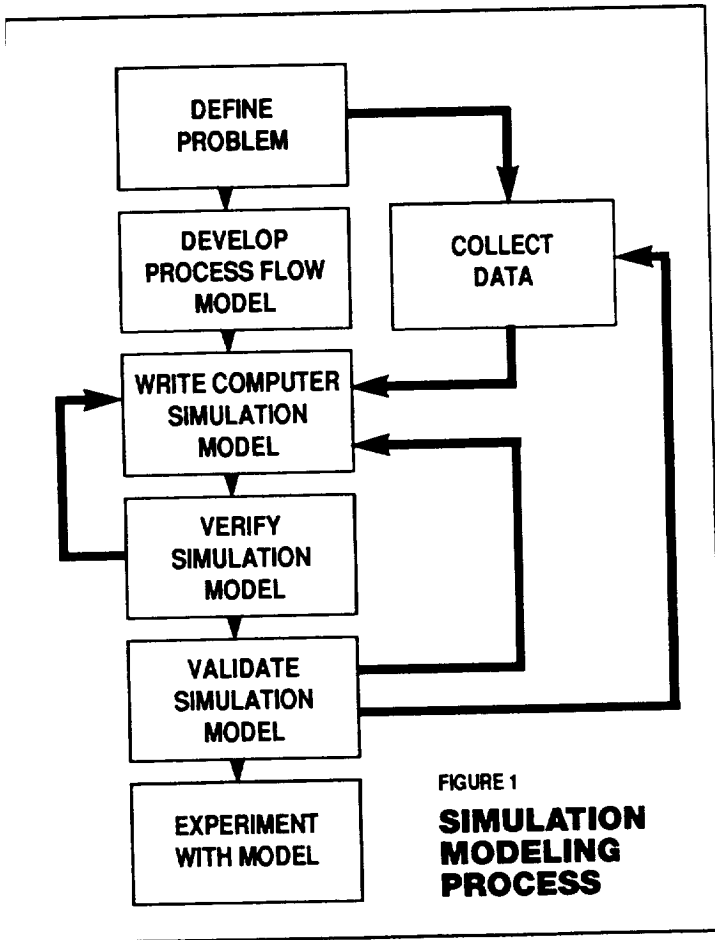 DEFINE
PROBLEM
DEVELOP
PROCESS FLOW
MODEL
COLLECT
DATA
WRITE COMPUTER
SIMULATION
MODEL
VERIFY
SIMULATION
MODEL
VALIDATE
SIMULATION
MODEL
EXPERIMENT
WITH MODEL
FIGURE 1
SIMULATION
MODELING
PROCESS